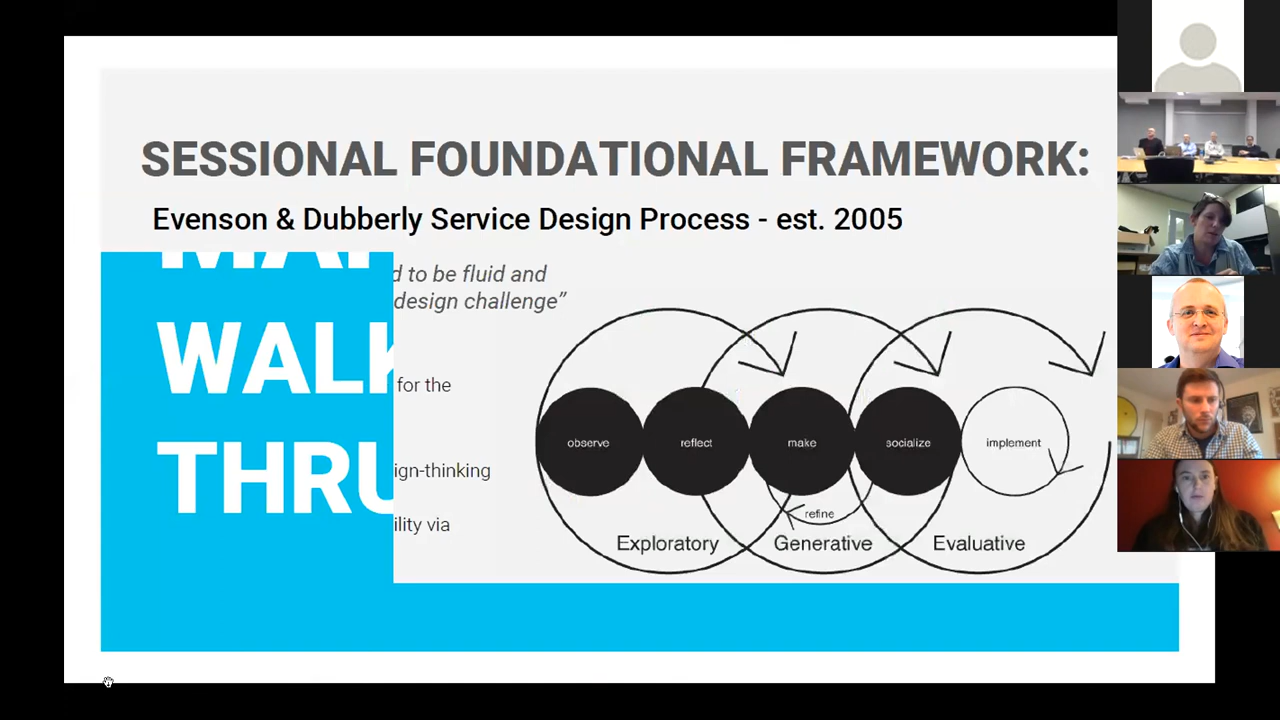 SESSIONAL FOUNDATIONAL FRAMEWORK:
Evenson & Dubberly Service Design Process - est. 2005
d to be fluid and
design challenge”
WALK
THRU
for the
ign-thinking
ility via
observe
reflect
make
socialize
implement
refine
Exploratory
Generative
Evaluative